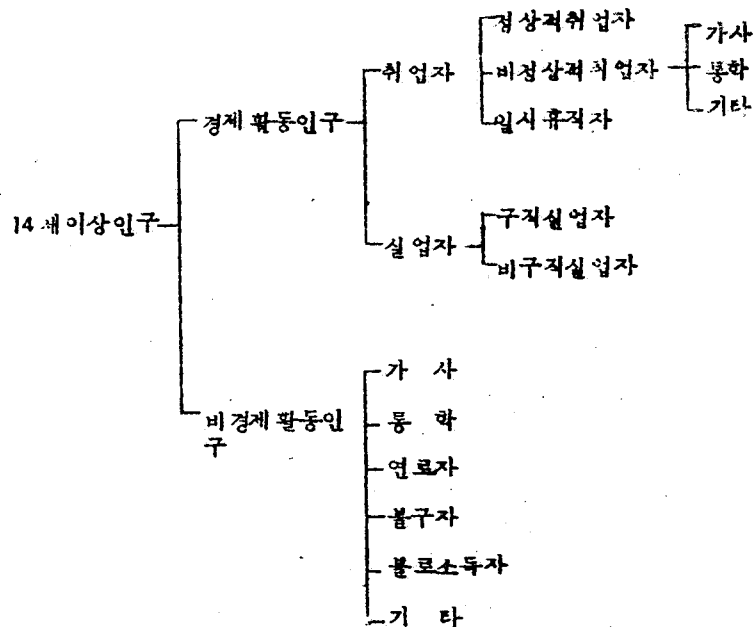 정상적취업자
가사
취업자
비정상적취업자
통학
기타
경제활동인구
일시휴직자
14세이상인구
구직실업자
실업자
비구직실업자
가 사
비경제활동인
구
통 학
연로자
불구자
불로소득자
기 타